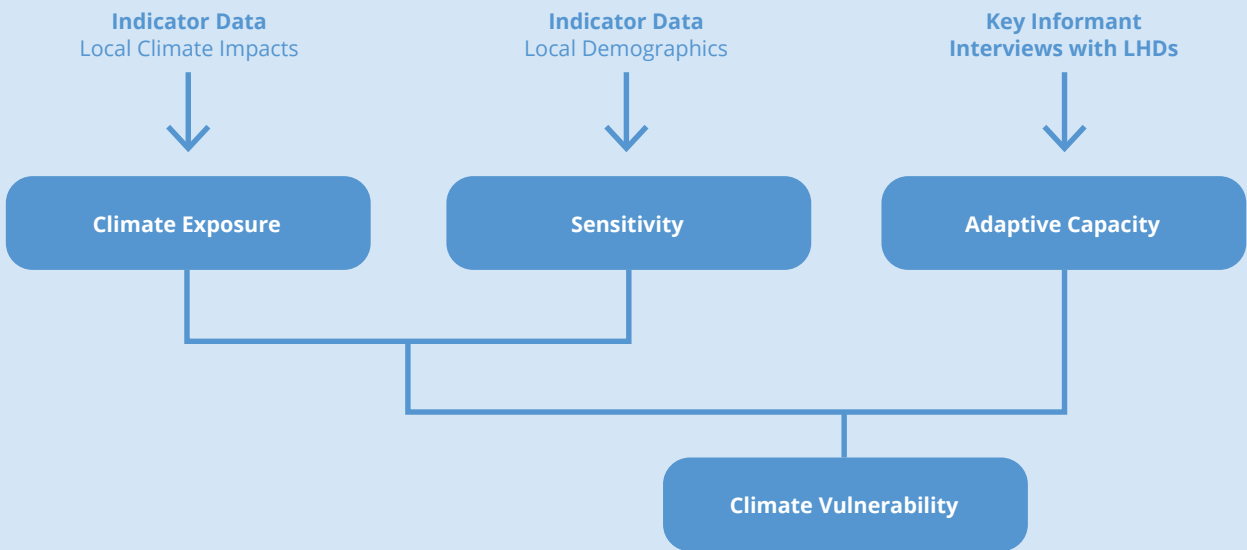 Indicator Data
Local Climate Impacts
Indicator Data
Local Demographics
Key Informant
Interviews with LHDs
Climate Exposure
Sensitivity
Adaptive Capacity
Climate Vulnerability